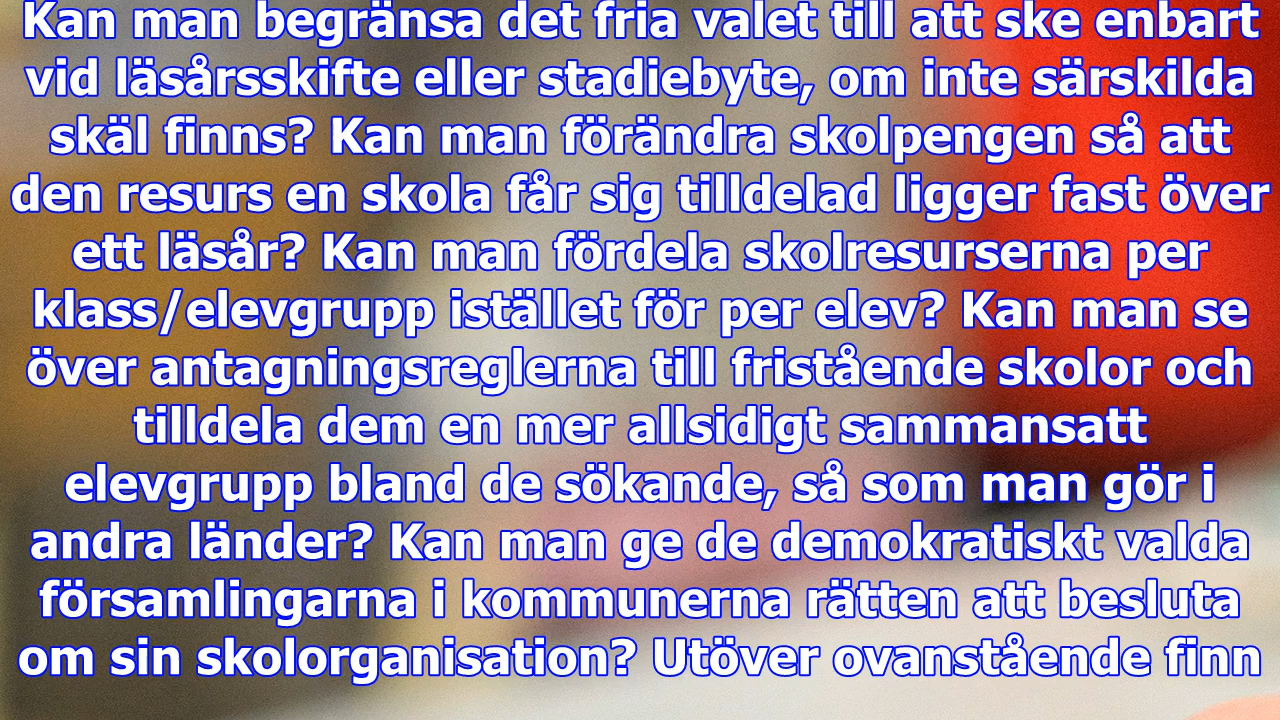 Kan man begränsa det fria valet till att ske enbart
vid läsårsskifte eller stadiebyte, om inte särskilda
skäl finns? Kan man förändra skolpengen så att
den resurs en skola får sig tilldelad ligger fast över
ett läsår? Kan man fördela skolresurserna per
klass/elevgrupp istället för per elev? Kan man se
över antagningsreglerna till fristående skolor och
tilldela dem en mer allsidigt sammansatt
elevgrupp bland de sökande, så som man gör i
andra länder? Kan man ge de demokratiskt valda
församlingarna i kommunerna rätten att besluta
om sin skolorganisation? Utöver ovanstående finn